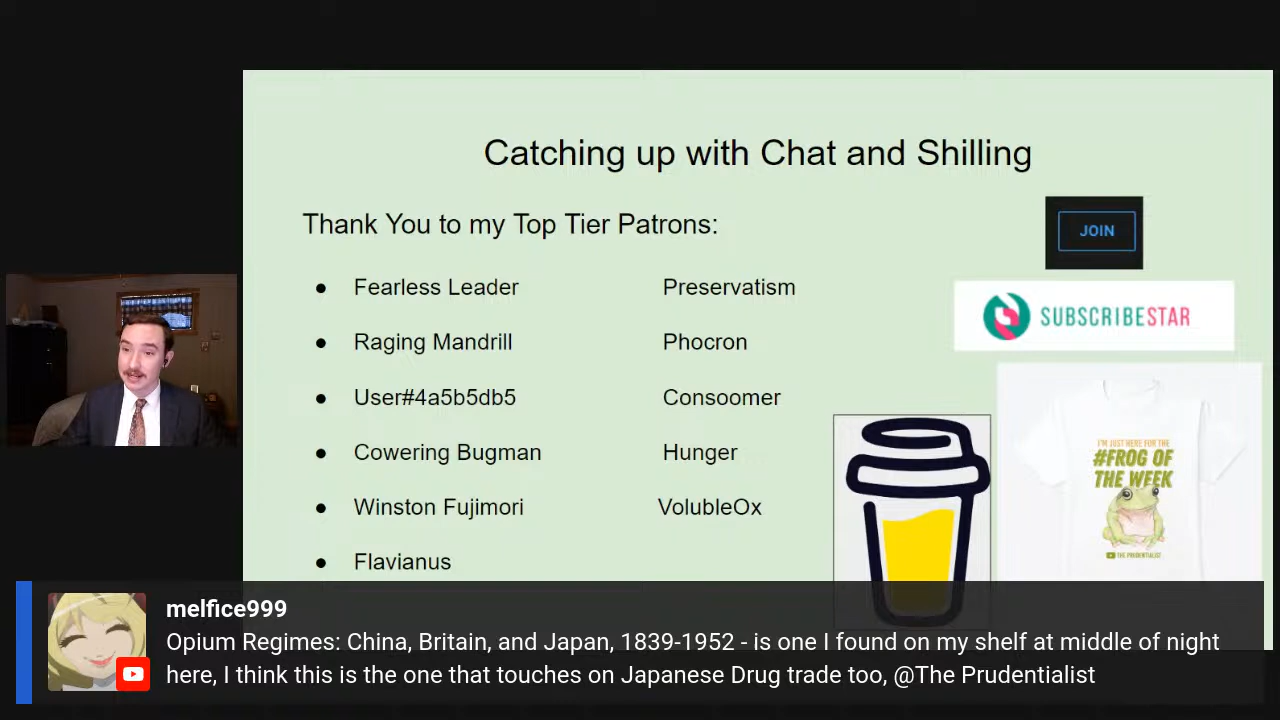 Catching up with Chat and Shilling
Thank You to my Top Tier Patrons:
JOIN
● Fearless Leader
Preservatism
SUBSCRIBESTAR
● Raging Mandrill
Phocron
● User#4a5b5db5
Consoomer
● Cowering Bugman
Hunger
● Winston Fujimori
VolubleOx
● Flavianus
I'M JUST HERE FOR THE
#FROG OF
THE WEEK
THE PRUDENTIALIST
melfice999
Opium Regimes: China, Britain, and Japan, 1839-1952 - is one I found on my shelf at middle of night
here, I think this is the one that touches on Japanese Drug trade too, @The Prudentialist